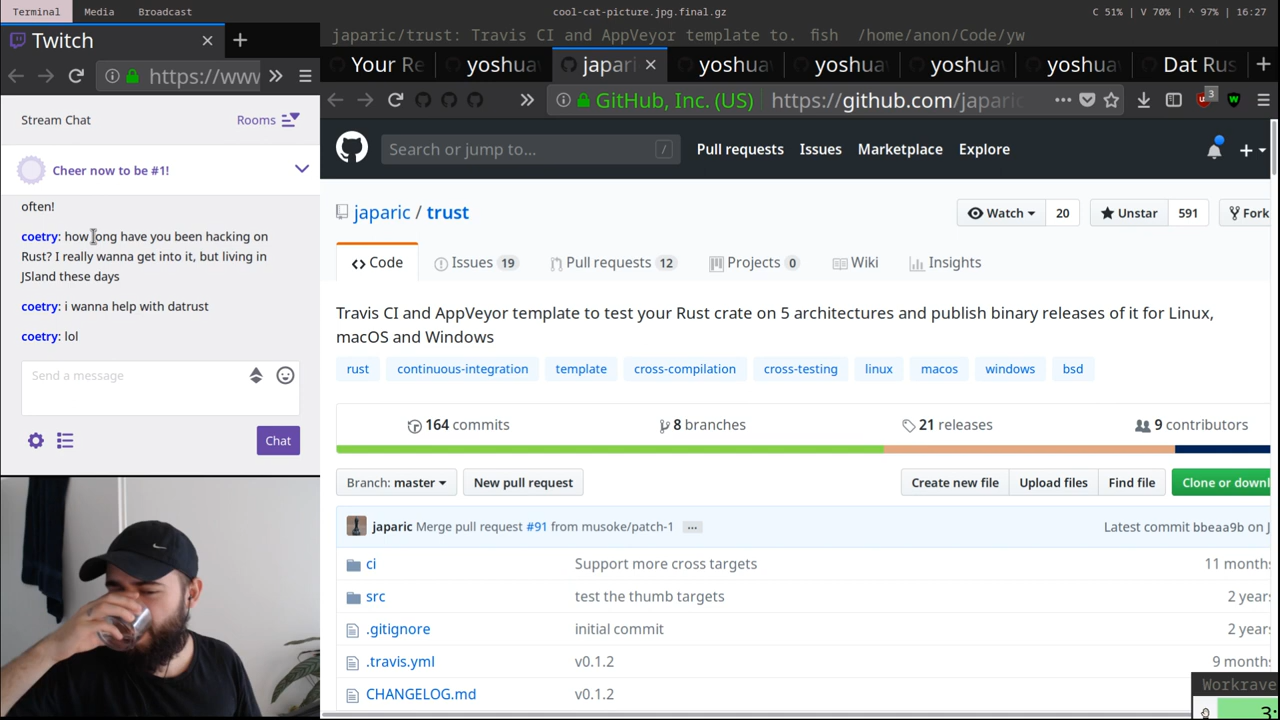 Terminal Media Broadcast cool-cat-picture.jpg.final.gz C 51% | V 70% | ^ 97% | 16:27
Twitch
japaric/trust: Travis CI and AppVeyor template to. fish /home/anon/Code/yw
Your Re yoshua japari yoshua yoshua yoshua yoshua Dat Rus
https://www
GitHub, Inc. (US) https://github.com/japaric 3
Stream Chat Rooms
Cheer now to be #1!
often!
coetry: how long have you been hacking on
Rust? I really wanna get into it, but living in
JSland these days
coetry: i wanna help with datrust
coetry: lol
Send a message
Chat
Search or jump to... / Pull requests Issues Marketplace Explore
japaric / trust Watch 20 Unstar 591 Fork
Code Issues 19 Pull requests 12 Projects 0 Wiki Insights
Travis CI and AppVeyor template to test your Rust crate on 5 architectures and publish binary releases of it for Linux,
macOS and Windows
rust continuous-integration template cross-compilation cross-testing linux macos windows bsd
164 commits 8 branches 21 releases 9 contributors
Branch: master New pull request Create new file Upload files Find file Clone or downl
japaric Merge pull request #91 from musoke/patch-1 ... Latest commit bbeaa9b on J
ci Support more cross targets 11 months
src test the thumb targets 2 years
.gitignore initial commit 2 years
.travis.yml v0.1.2 9 months
CHANGELOG.md v0.1.2
Workrave
3: